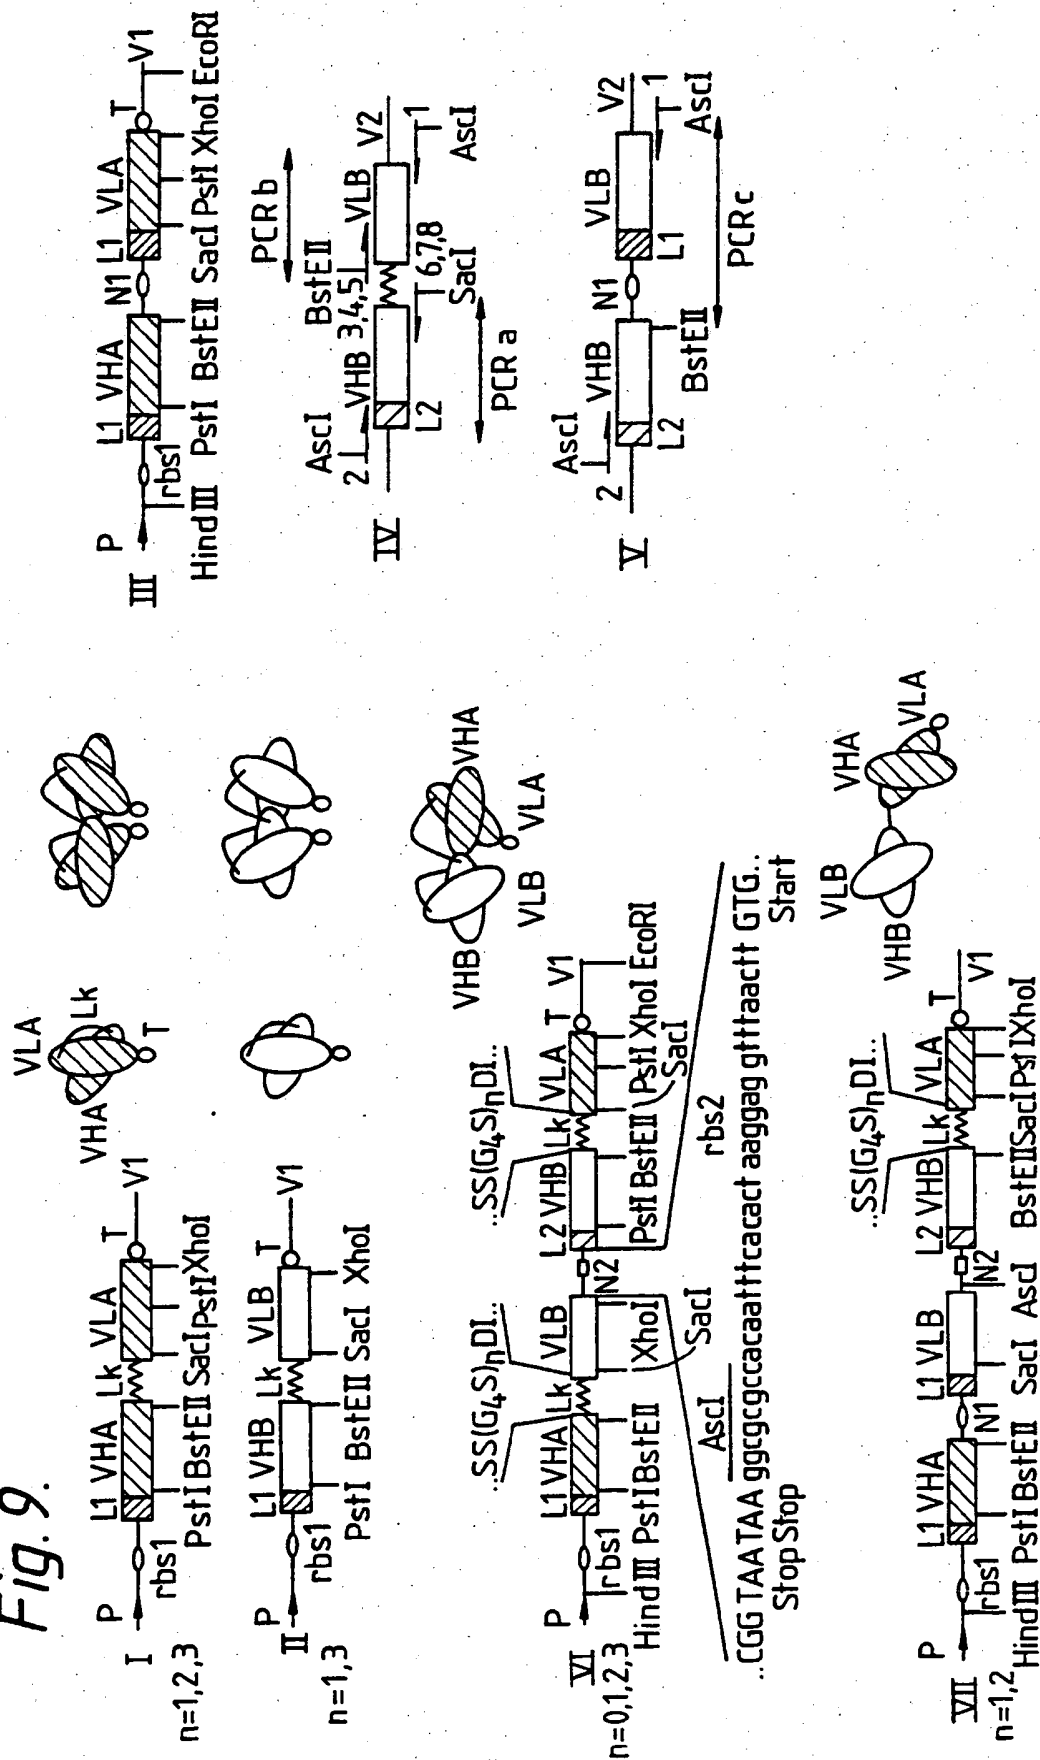 Fig. 9.
I
n=1,2,3
P
rbs1
L1 VHA Lk VLA T V1
PstI BstEII SacI PstI XhoI
VLA
VHA
Lk
T
II
n=1,3
P
rbs1
L1 VHB Lk VLB T V1
PstI BstEII SacI XhoI
VI
n=0,1,2,3
..SS(G4S)nDI.. ..SS(G4S)nDI..
P
rbs1
L1 VHA Lk VLB N2 L2 VHB Lk VLA T V1
HindIII PstI BstEII XhoI PstI BstEII PstI XhoI EcoRI
SacI SacI
VHB
VLB
VHA
VLA
AscI rbs2
..CGG TAATAA ggcgcgccacacaatttcacact aaggag gtttaactt GTG..
Stop Stop Start
VII
n=1,2
..SS(G4S)nDI..
P
rbs1
L1 VHA N1 L1 VLB N2 L2 VHB Lk VLA T V1
HindIII PstI BstEII SacI AscI BstEII SacI PstI XhoI
VHB
VLB
VHA
VLA
III
P
rbs1
L1 VHA N1 L1 VLA T V1
HindIII PstI BstEII SacI PstI XhoI EcoRI
PCR b
IV
AscI BstEII
2 VHB 3,4,5 VLB V2
L2 6,7,8 1
SacI AscI
PCR a
V
AscI
2 VHB N1 VLB V2
L2 L1 1
BstEII AscI
PCR c